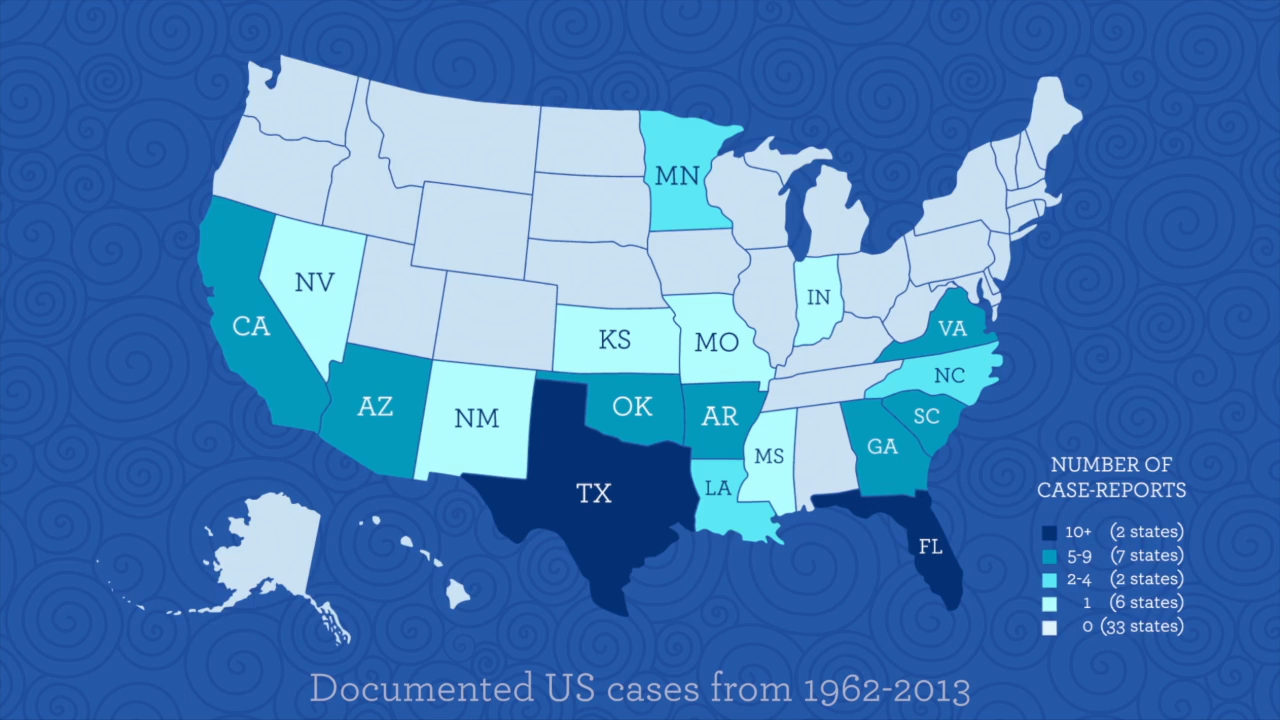 MN
NV
IN
CA
KS
MO
VA
NC
AZ
NM
OK
AR
SC
MS
GA
LA
TX
FL
NUMBER OF
CASE-REPORTS
10+ (2 states)
5-9 (7 states)
2-4 (2 states)
1 (6 states)
0 (33 states)
Documented US cases from 1962-2013